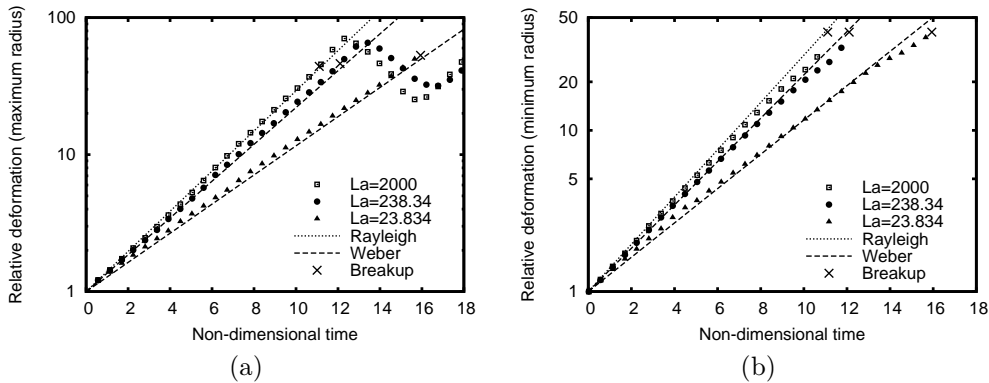 Relative deformation (maximum radius)
100
10
1
0 2 4 6 8 10 12 14 16 18
Non-dimensional time
La=2000
La=238.34
La=23.834
Rayleigh
Weber
Breakup
(a)
Relative deformation (minimum radius)
50
20
10
5
1
0 2 4 6 8 10 12 14 16 18
Non-dimensional time
La=2000
La=238.34
La=23.834
Rayleigh
Weber
Breakup
(b)